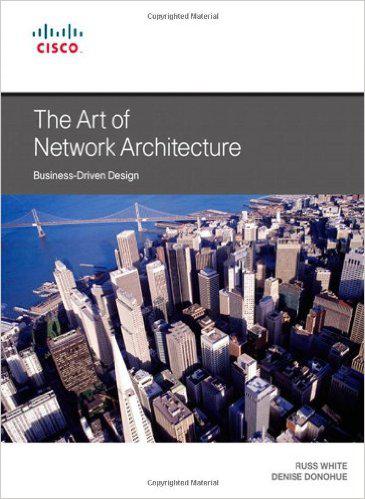 Copyrighted Material
CISCO
The Art of
Network Architecture
Business-Driven Design
RUSS WHITE
DENISE DONOHUE
Copyrighted Material